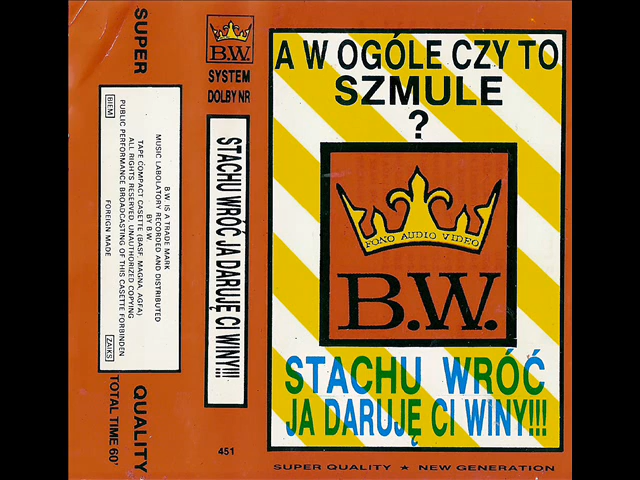 SUPER
QUALITY
TOTAL TIME 60'
BIEM
ZAIKS
B.W. IS A TRADE MARK
MUSIC LABOLATORY RECORDED AND DISTRIBUTED
BY B.W.
TAPE COMPACT CASETTE (BASF, MAGNA, AGFA)
ALL RIGHTS RESERVED, UNAUTHORIZED COPYING
PUBLIC PERFORMANCE BROADCASTING OF THIS CASETTE FORBINDEN
FOREIGN MADE
B.W.
SYSTEM
DOLBY NR
STACHU WRÓĆ JA DARUJĘ CI WINY!!!
451
A W OGÓLE CZY TO
SZMULE
?
FONO AUDIO VIDEO
B.W.
STACHU WRÓĆ
JA DARUJĘ CI WINY!!!
SUPER QUALITY ★ NEW GENERATION